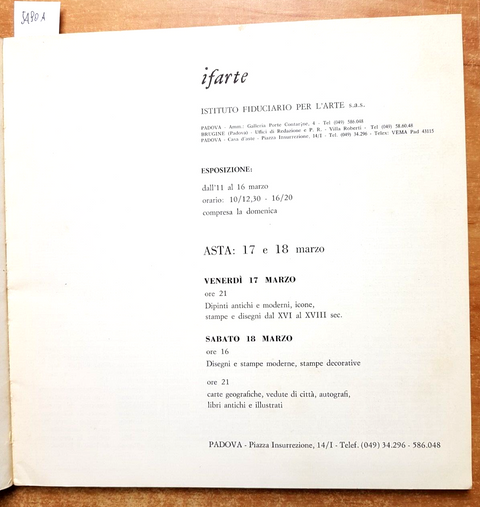 5A90A
ifarte
ISTITUTO FIDUCIARIO PER L'ARTE s.a.s.
PADOVA - Amm.: Galleria Porte Contarine, 4 - Tel. (049) 586.048
BRUGINE (Padova) - Uffici di Redazione e P. R. - Villa Roberti - Tel (049) 58.60.48
PADOVA - Casa d'aste - Piazza Insurrezione, 14/I - Tel. (049) 34.296 - Telex: VEMA Pad 43115
ESPOSIZIONE:
dall'11 al 16 marzo
orario: 10/12,30 - 16/20
compresa la domenica
ASTA: 17 e 18 marzo
VENERDÌ 17 MARZO
ore 21
Dipinti antichi e moderni, icone,
stampe e disegni dal XVI al XVIII sec.
SABATO 18 MARZO
ore 16
Disegni e stampe moderne, stampe decorative
ore 21
carte geografiche, vedute di città, autografi,
libri antichi e illustrati
PADOVA - Piazza Insurrezione, 14/I - Telef. (049) 34.296 - 586.048